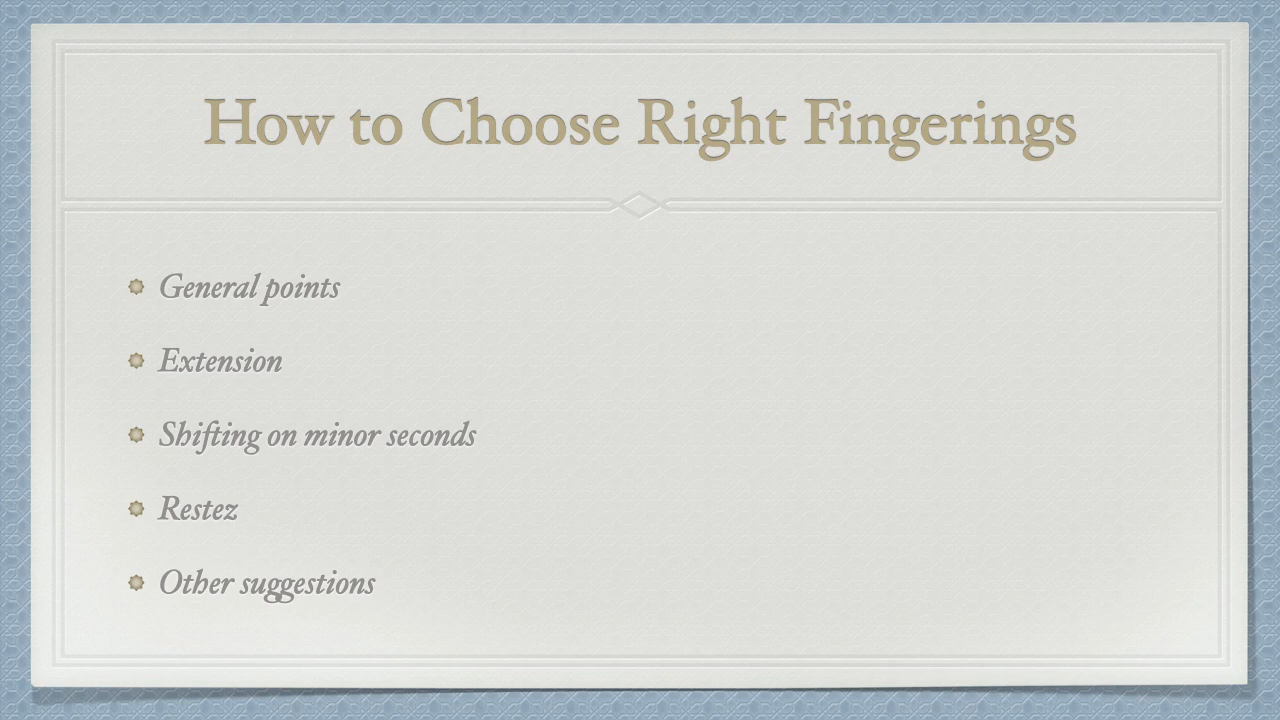 How to Choose Right Fingerings
General points
Extension
Shifting on minor seconds
Restez
Other suggestions